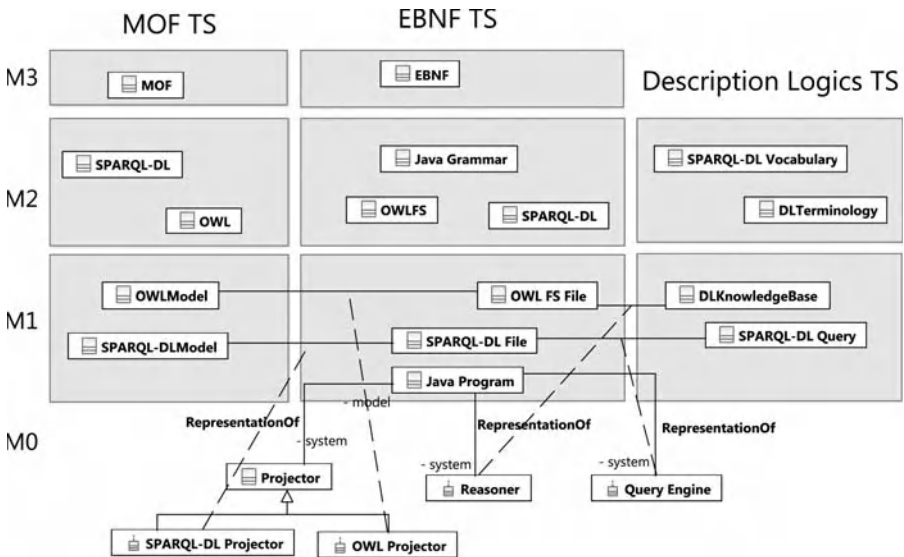 MOF TS
EBNF TS
M3
MOF
EBNF
Description Logics TS
M2
SPARQL-DL
OWL
Java Grammar
OWLFS
SPARQL-DL
SPARQL-DL Vocabulary
DLTerminology
M1
OWLModel
OWL FS File
DLKnowledgeBase
SPARQL-DLModel
SPARQL-DL File
SPARQL-DL Query
Java Program
- model
M0
RepresentationOf
RepresentationOf
RepresentationOf
- system
- system
- system
Projector
Reasoner
Query Engine
SPARQL-DL Projector
OWL Projector